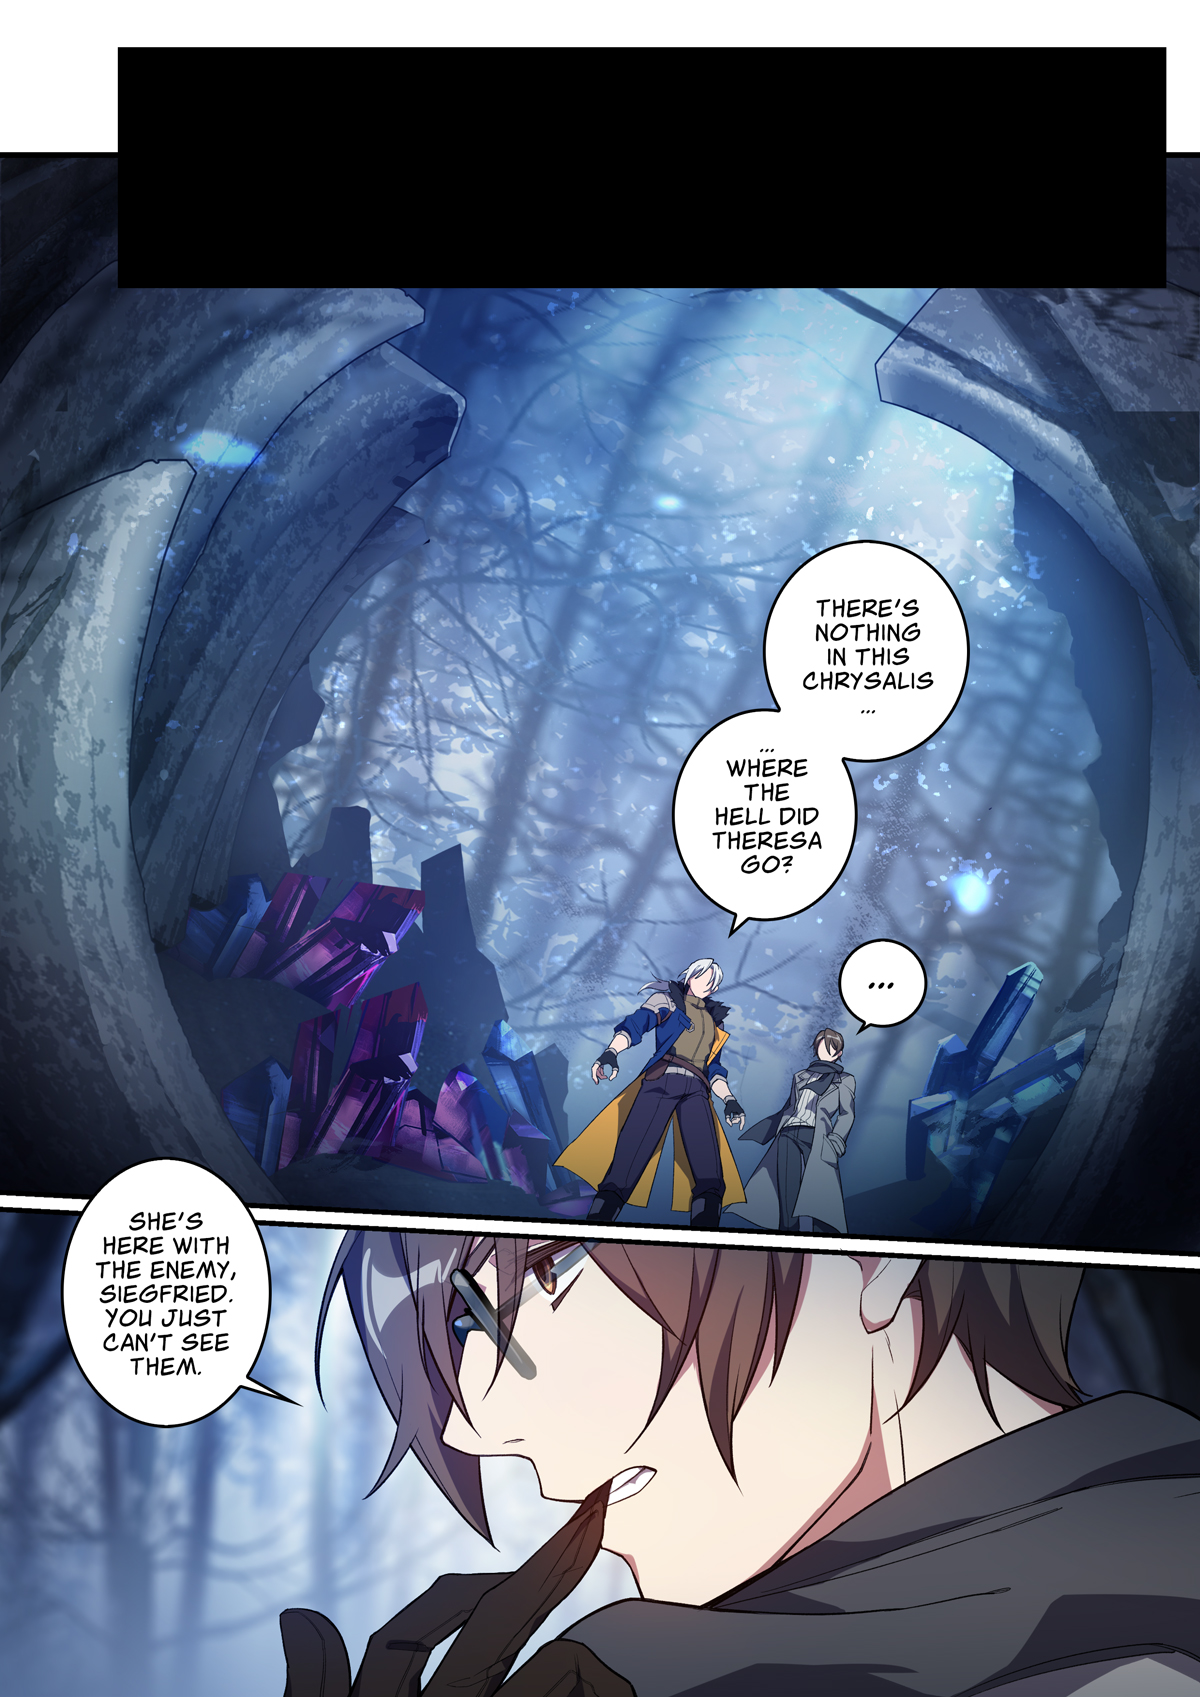 THERE'S
NOTHING
IN THIS
CHRYSALIS
...
...
WHERE
THE
HELL DID
THERESA
GO?
...
SHE'S
HERE WITH
THE ENEMY,
SIEGFRIED.
YOU JUST
CAN'T SEE
THEM.